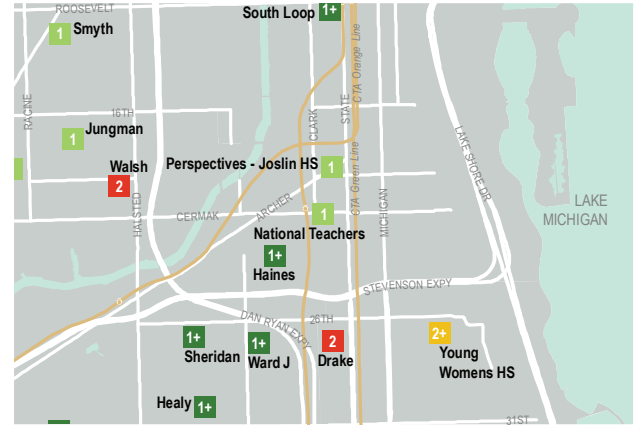 ROOSEVELT
South Loop 1+
1 Smyth
CTA Orange Line
RACINE
16TH
CLARK
STATE
1
Jungman
LAKE SHORE DR
Walsh
2
Perspectives - Joslin HS
1
CTA Green Line
MICHIGAN
HALSTED
CERMAK
ARCHER
LAKE
MICHIGAN
1
National Teachers
1+
Haines
STEVENSON EXPY
DAN RYAN EXPY
26TH
1+
Sheridan
1+
Ward J
2
Drake
2+
Young
Womens HS
Healy 1+
31ST